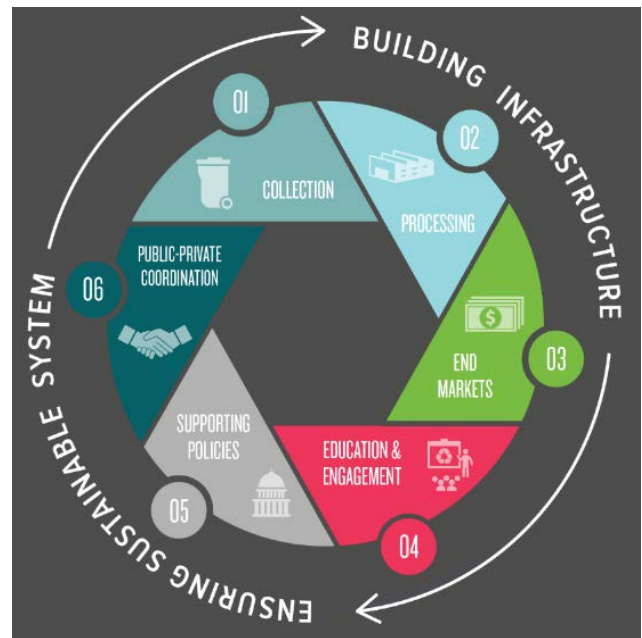 BUILDING INFRASTRUCTURE
01
COLLECTION
02
PROCESSING
$
03
END
MARKETS
04
EDUCATION &
ENGAGEMENT
05
SUPPORTING
POLICIES
06
PUBLIC-PRIVATE
COORDINATION
ENSURING SUSTAINABLE SYSTEM